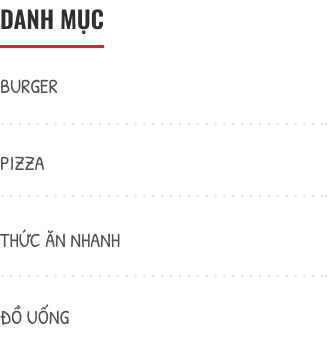 DANH MỤC
BURGER
PIZZA
THỨC ĂN NHANH
ĐỒ UỐNG